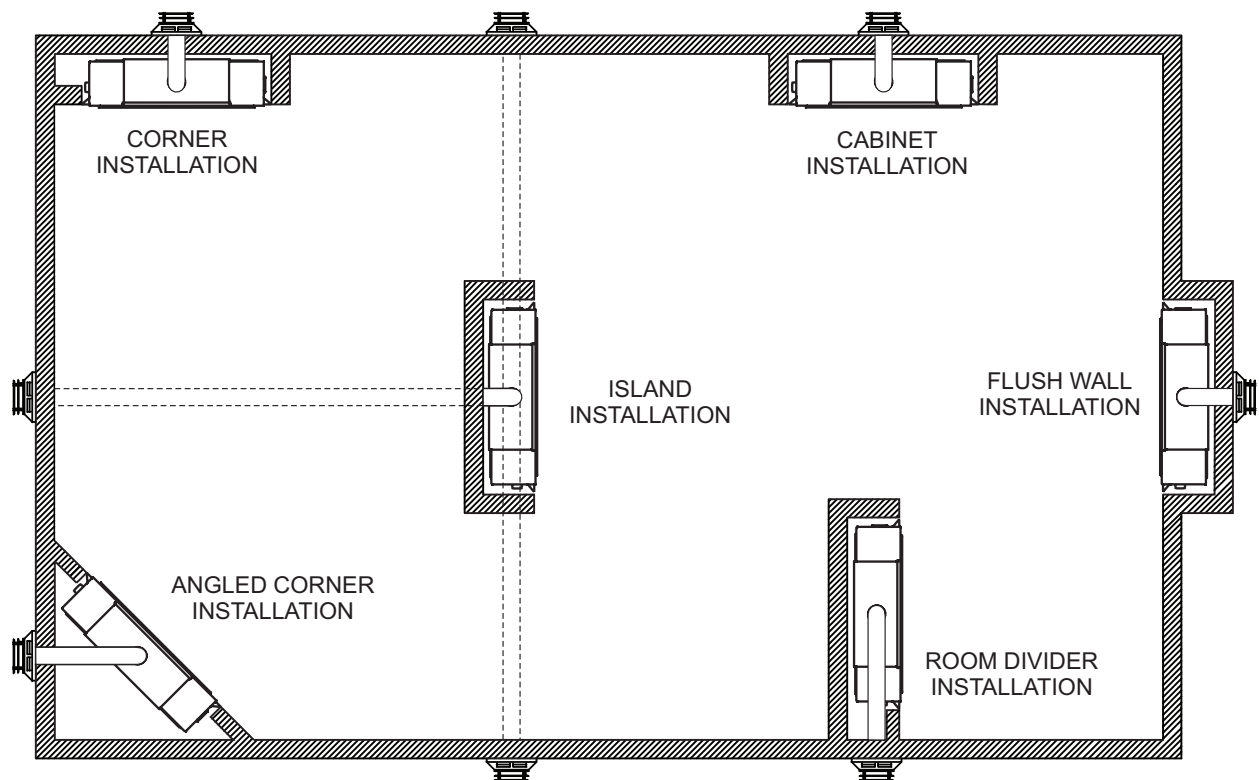 CORNER
INSTALLATION
CABINET
INSTALLATION
ISLAND
INSTALLATION
FLUSH WALL
INSTALLATION
ANGLED CORNER
INSTALLATION
ROOM DIVIDER
INSTALLATION